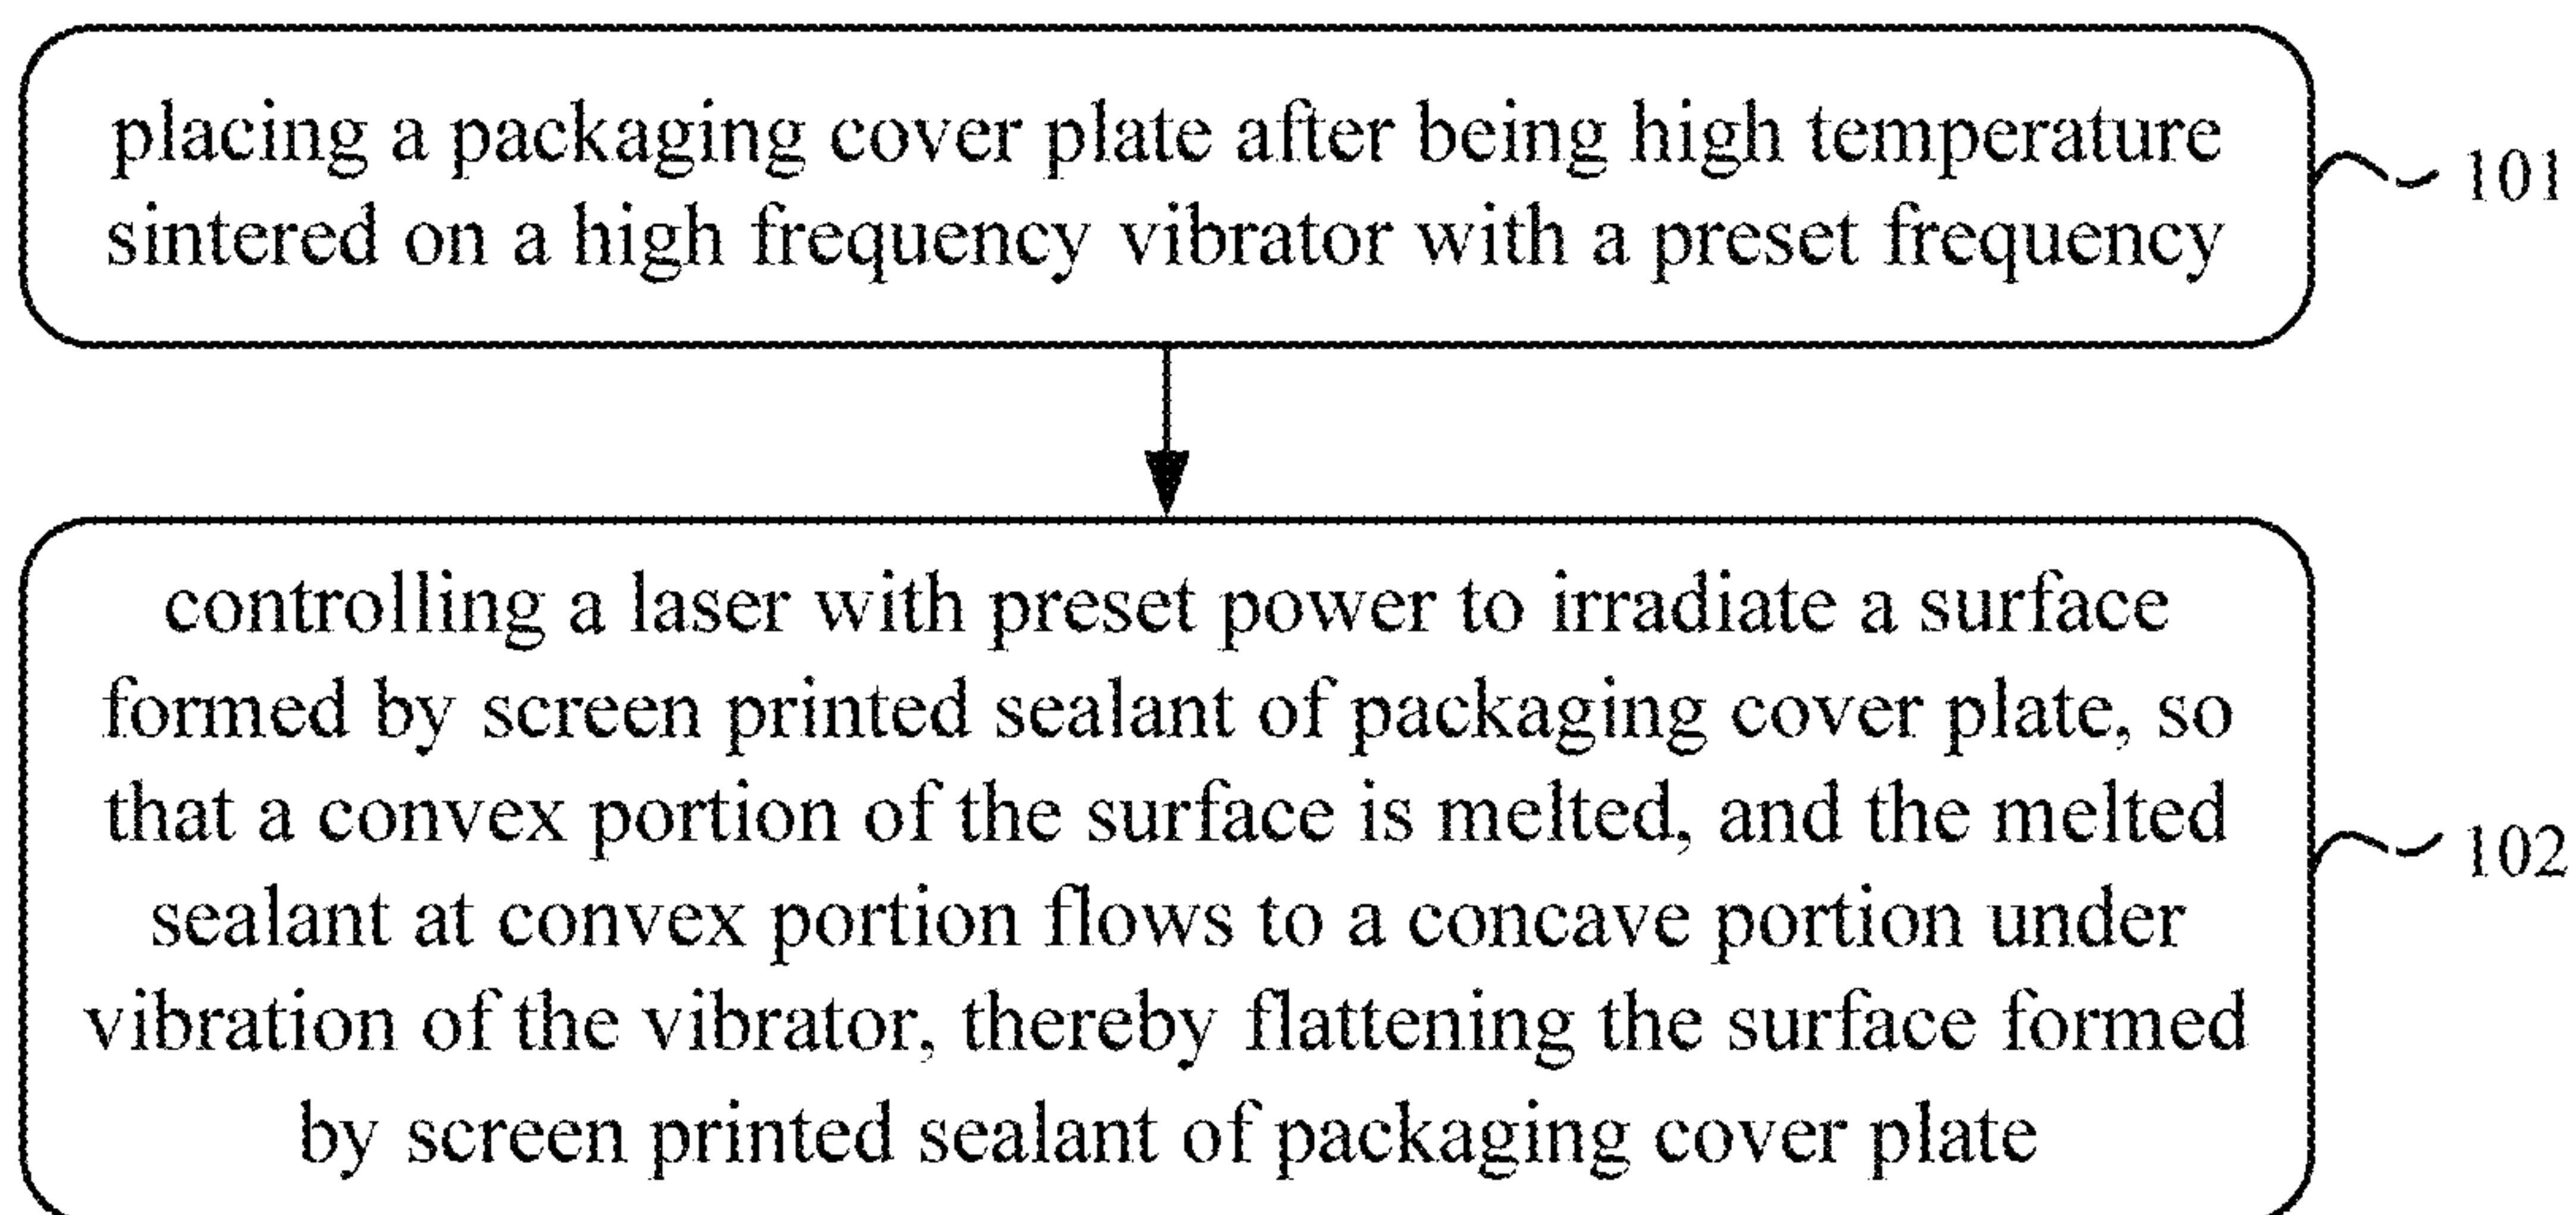 placing a packaging cover plate after being high temperature
sintered on a high frequency vibrator with a preset frequency
101
controlling a laser with preset power to irradiate a surface
formed by screen printed sealant of packaging cover plate, so
that a convex portion of the surface is melted, and the melted
sealant at convex portion flows to a concave portion under
vibration of the vibrator, thereby flattening the surface formed
by screen printed sealant of packaging cover plate
102